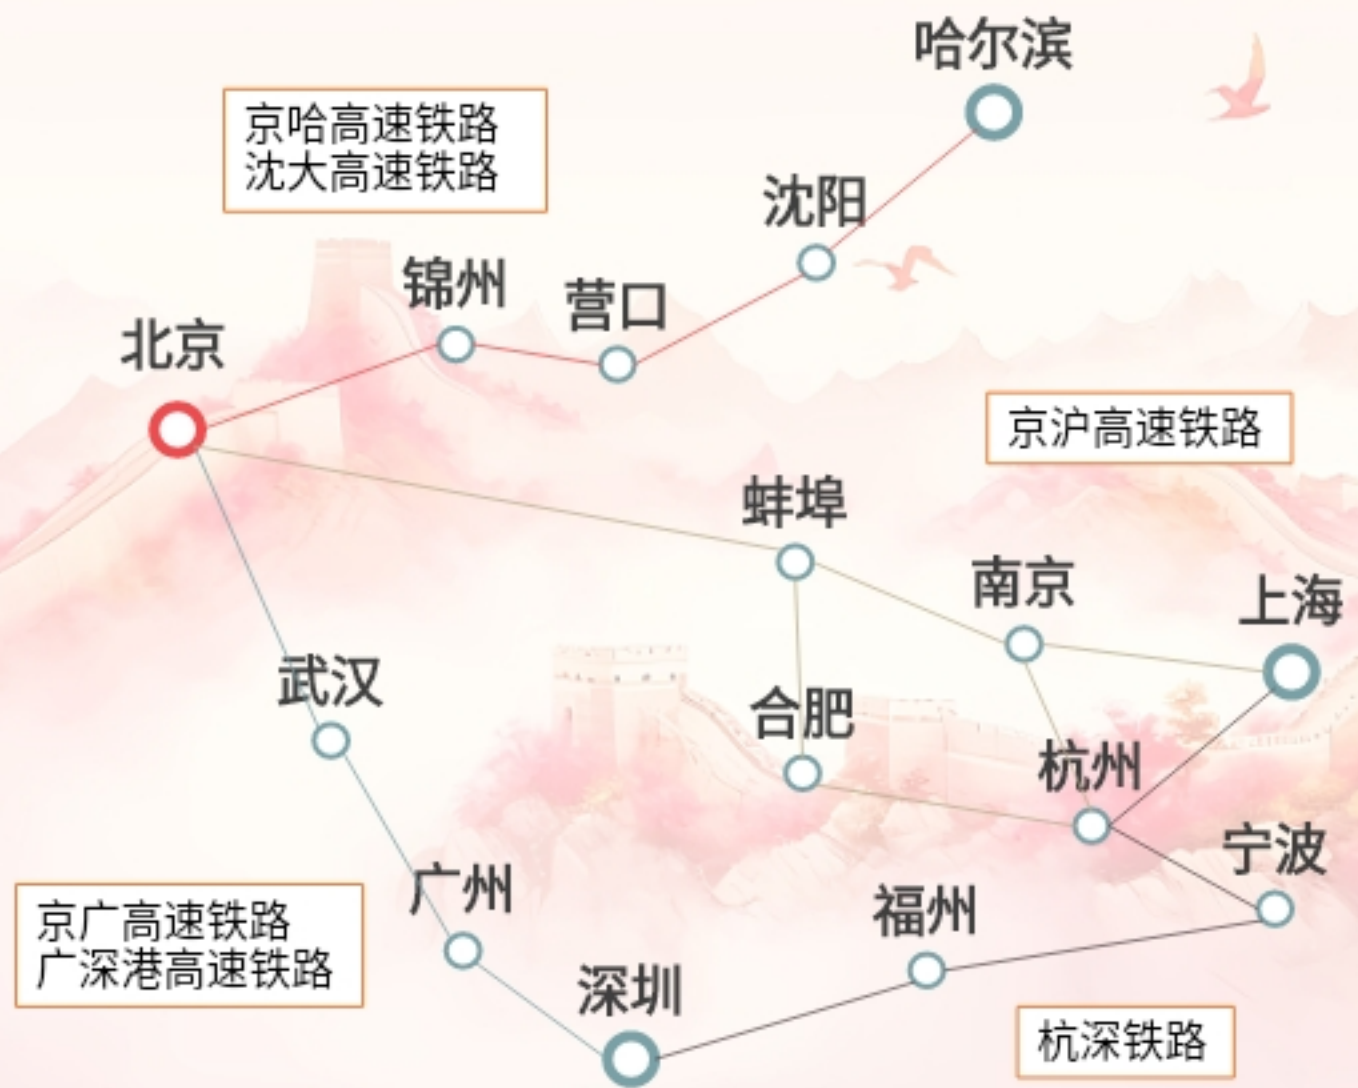 哈尔滨
京哈高速铁路
沈大高速铁路
沈阳
锦州
营口
北京
京沪高速铁路
蚌埠
南京
上海
武汉
合肥
杭州
宁波
广州
福州
京广高速铁路
广深港高速铁路
深圳
杭深铁路